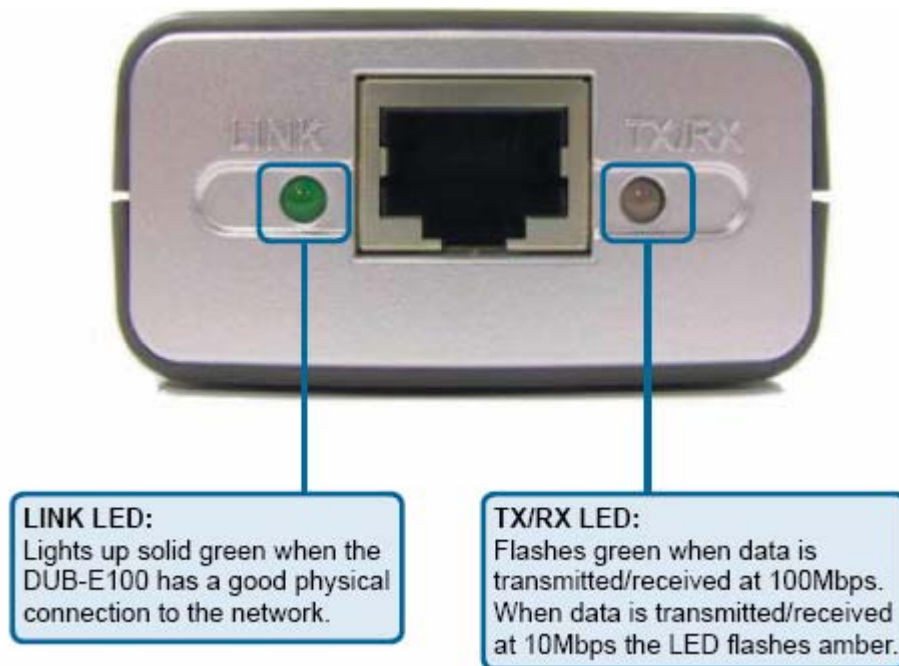 LINK
TX/RX
LINK LED:
Lights up solid green when the
DUB-E100 has a good physical
connection to the network.
TX/RX LED:
Flashes green when data is
transmitted/received at 100Mbps.
When data is transmitted/received
at 10Mbps the LED flashes amber.